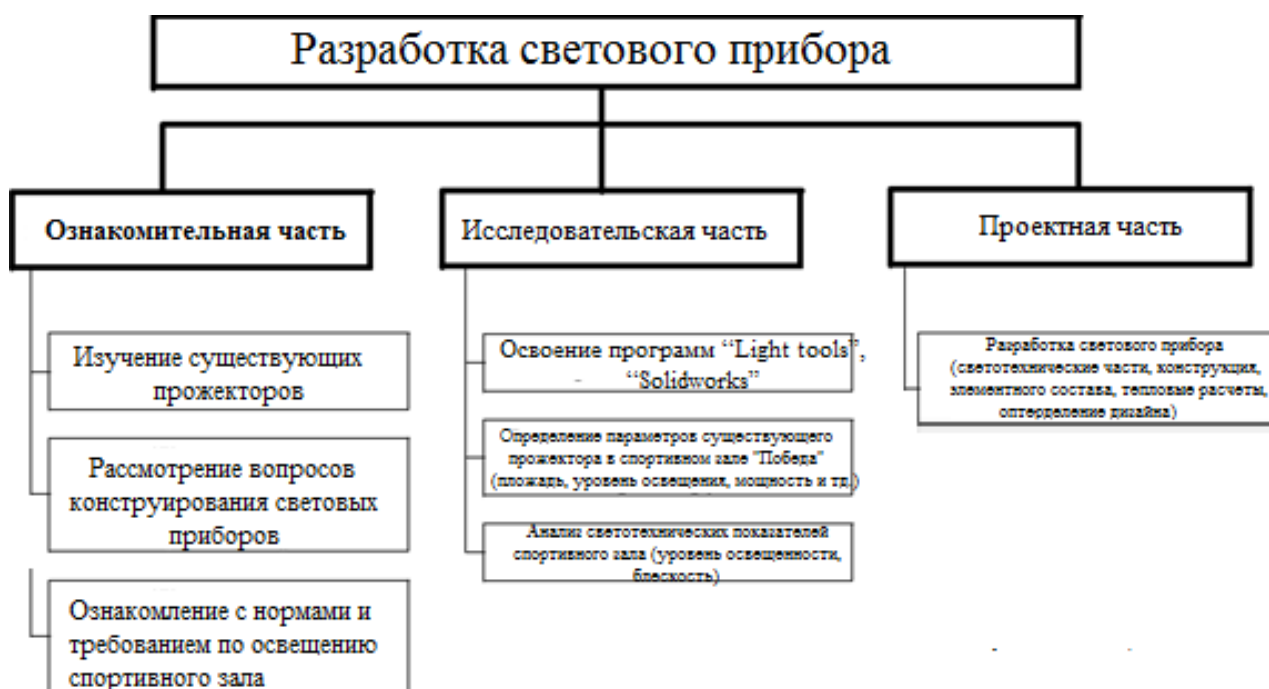 Разработка светового прибора
Ознакомительная часть
Изучение существующих
прожекторов
Рассмотрение вопросов
конструирования световых
приборов
Ознакомление с нормами и
требованием по освещению
спортивного зала
Исследовательская часть
Освоение программ “Light tools”,
“Solidworks”
Определение параметров существующего
прожектора в спортивном зале "Победа"
(пложадь, уровень освещения, мощность и тд.)
Анализ светотехнических показателей
спортивного зала (уровень освещенности,
блескость)
Проектная часть
Разработка светового прибора
(светотехнические части, конструкция,
элементного состава, тепловые расчеты,
оптерделение дизайна)